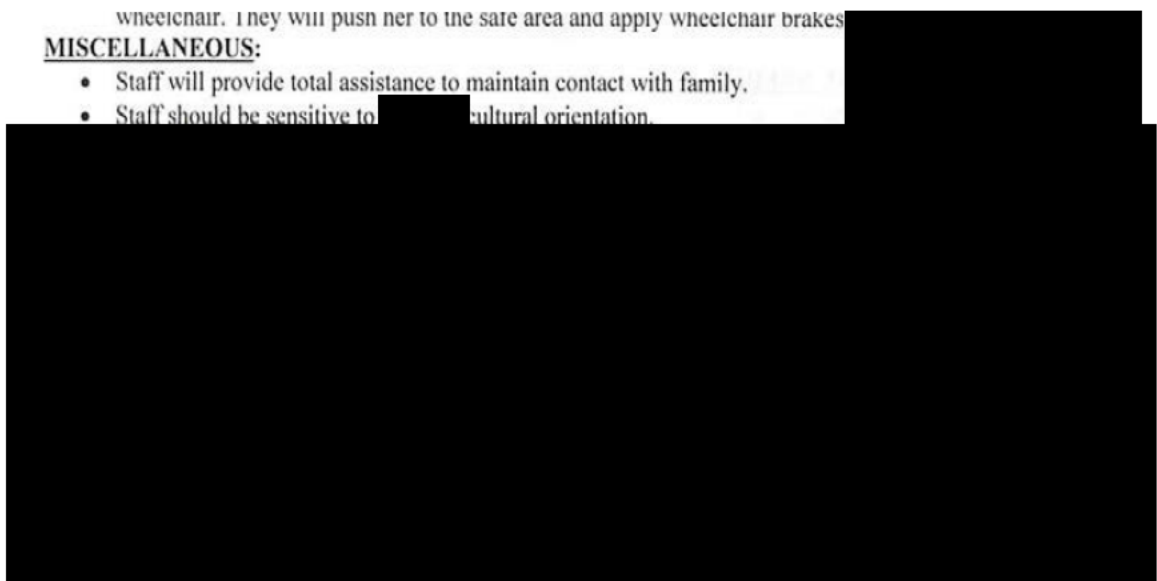 wheelchair. They will push her to the safe area and apply wheelchair brakes
MISCELLANEOUS:
• Staff will provide total assistance to maintain contact with family.
• Staff should be sensitive to cultural orientation.